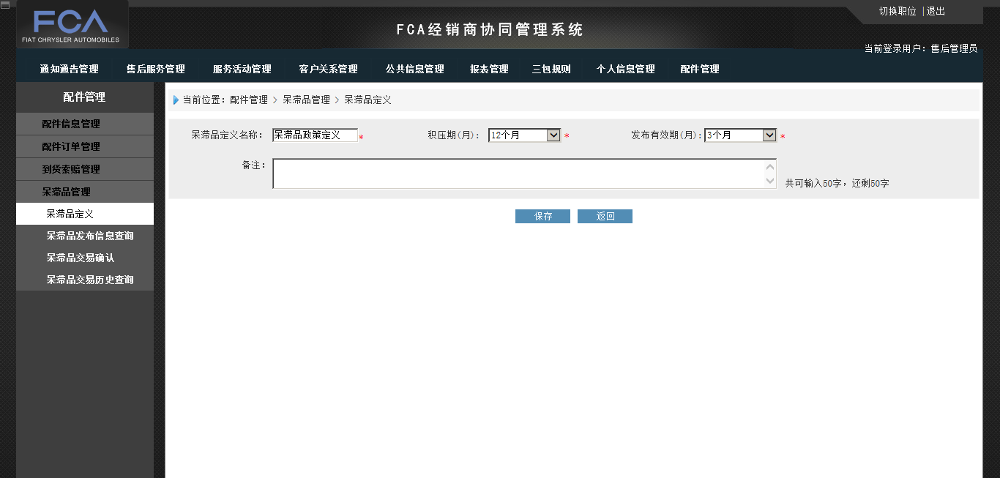 FCA
FIAT CHRYSLER AUTOMOBILES
FCA经销商协同管理系统
切换职位 |退出
当前登录用户：售后管理员
通知通告管理 售后服务管理 服务活动管理 客户关系管理 公共信息管理 报表管理 三包规则 个人信息管理 配件管理
配件管理
配件信息管理
配件订单管理
到货索赔管理
呆滞品管理
呆滞品定义
呆滞品发布信息查询
呆滞品交易确认
呆滞品交易历史查询
当前位置：配件管理 > 呆滞品管理 > 呆滞品定义
呆滞品定义名称： 呆滞品政策定义 * 积压期(月)： 12个月 * 发布有效期(月)： 3个月 *
备注：
共可输入50字，还剩50字
保存 返回